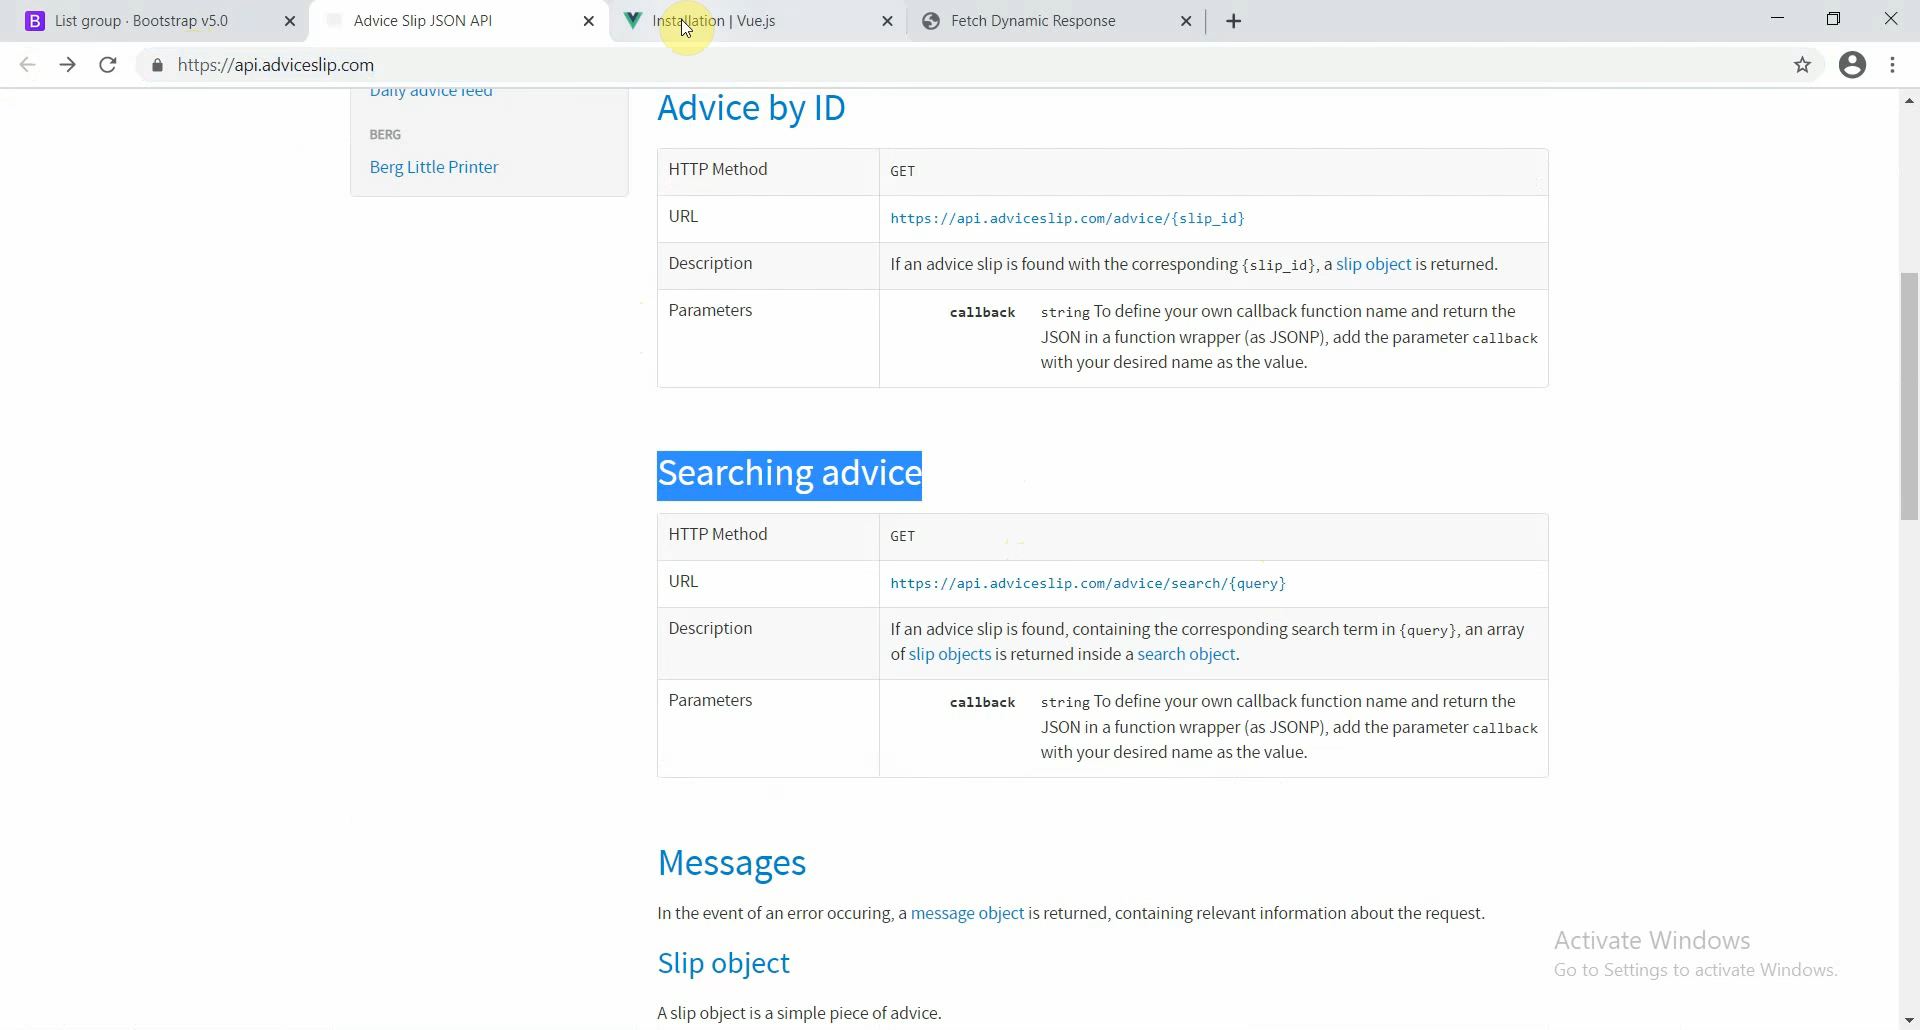 List group · Bootstrap v5.0
Advice Slip JSON API
Installation | Vue.js
Fetch Dynamic Response
https://api.adviceslip.com
Daily advice feed
BERG
Berg Little Printer
Advice by ID
HTTP Method GET
URL https://api.adviceslip.com/advice/{slip_id}
Description If an advice slip is found with the corresponding {slip_id}, a slip object is returned.
Parameters callback string To define your own callback function name and return the
JSON in a function wrapper (as JSONP), add the parameter callback
with your desired name as the value.
Searching advice
HTTP Method GET
URL https://api.adviceslip.com/advice/search/{query}
Description If an advice slip is found, containing the corresponding search term in {query}, an array
of slip objects is returned inside a search object.
Parameters callback string To define your own callback function name and return the
JSON in a function wrapper (as JSONP), add the parameter callback
with your desired name as the value.
Messages
In the event of an error occuring, a message object is returned, containing relevant information about the request.
Slip object
A slip object is a simple piece of advice.
Activate Windows
Go to Settings to activate Windows.